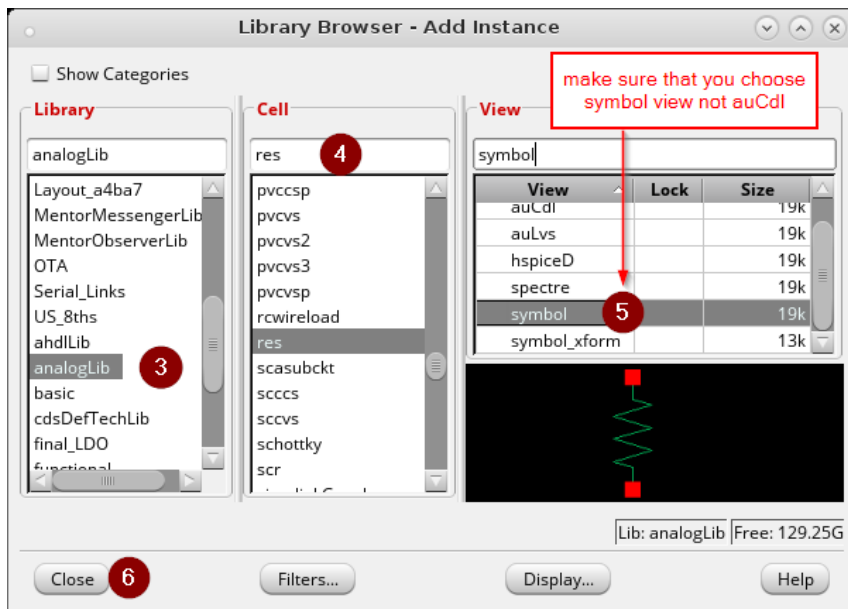 Library Browser - Add Instance
Show Categories
make sure that you choose
symbol view not auCdl
Library
Cell
View
analogLib
res
4
symbol
Layout_a4ba7
MentorMessengerLib
MentorObserverLib
OTA
Serial_Links
US_8ths
ahdlLib
analogLib
3
basic
cdsDefTechLib
final_LDO
functional
pvccsp
pvcvs
pvcvs2
pvcvs3
pvcvsp
rcwireload
res
scasubckt
scccs
sccvs
schottky
scr
View Lock Size
auCdl 19k
auLvs 19k
hspiceD 19k
spectre 19k
symbol 5 19k
symbol_xform 13k
Lib: analogLib Free: 129.25G
Close 6 Filters... Display... Help